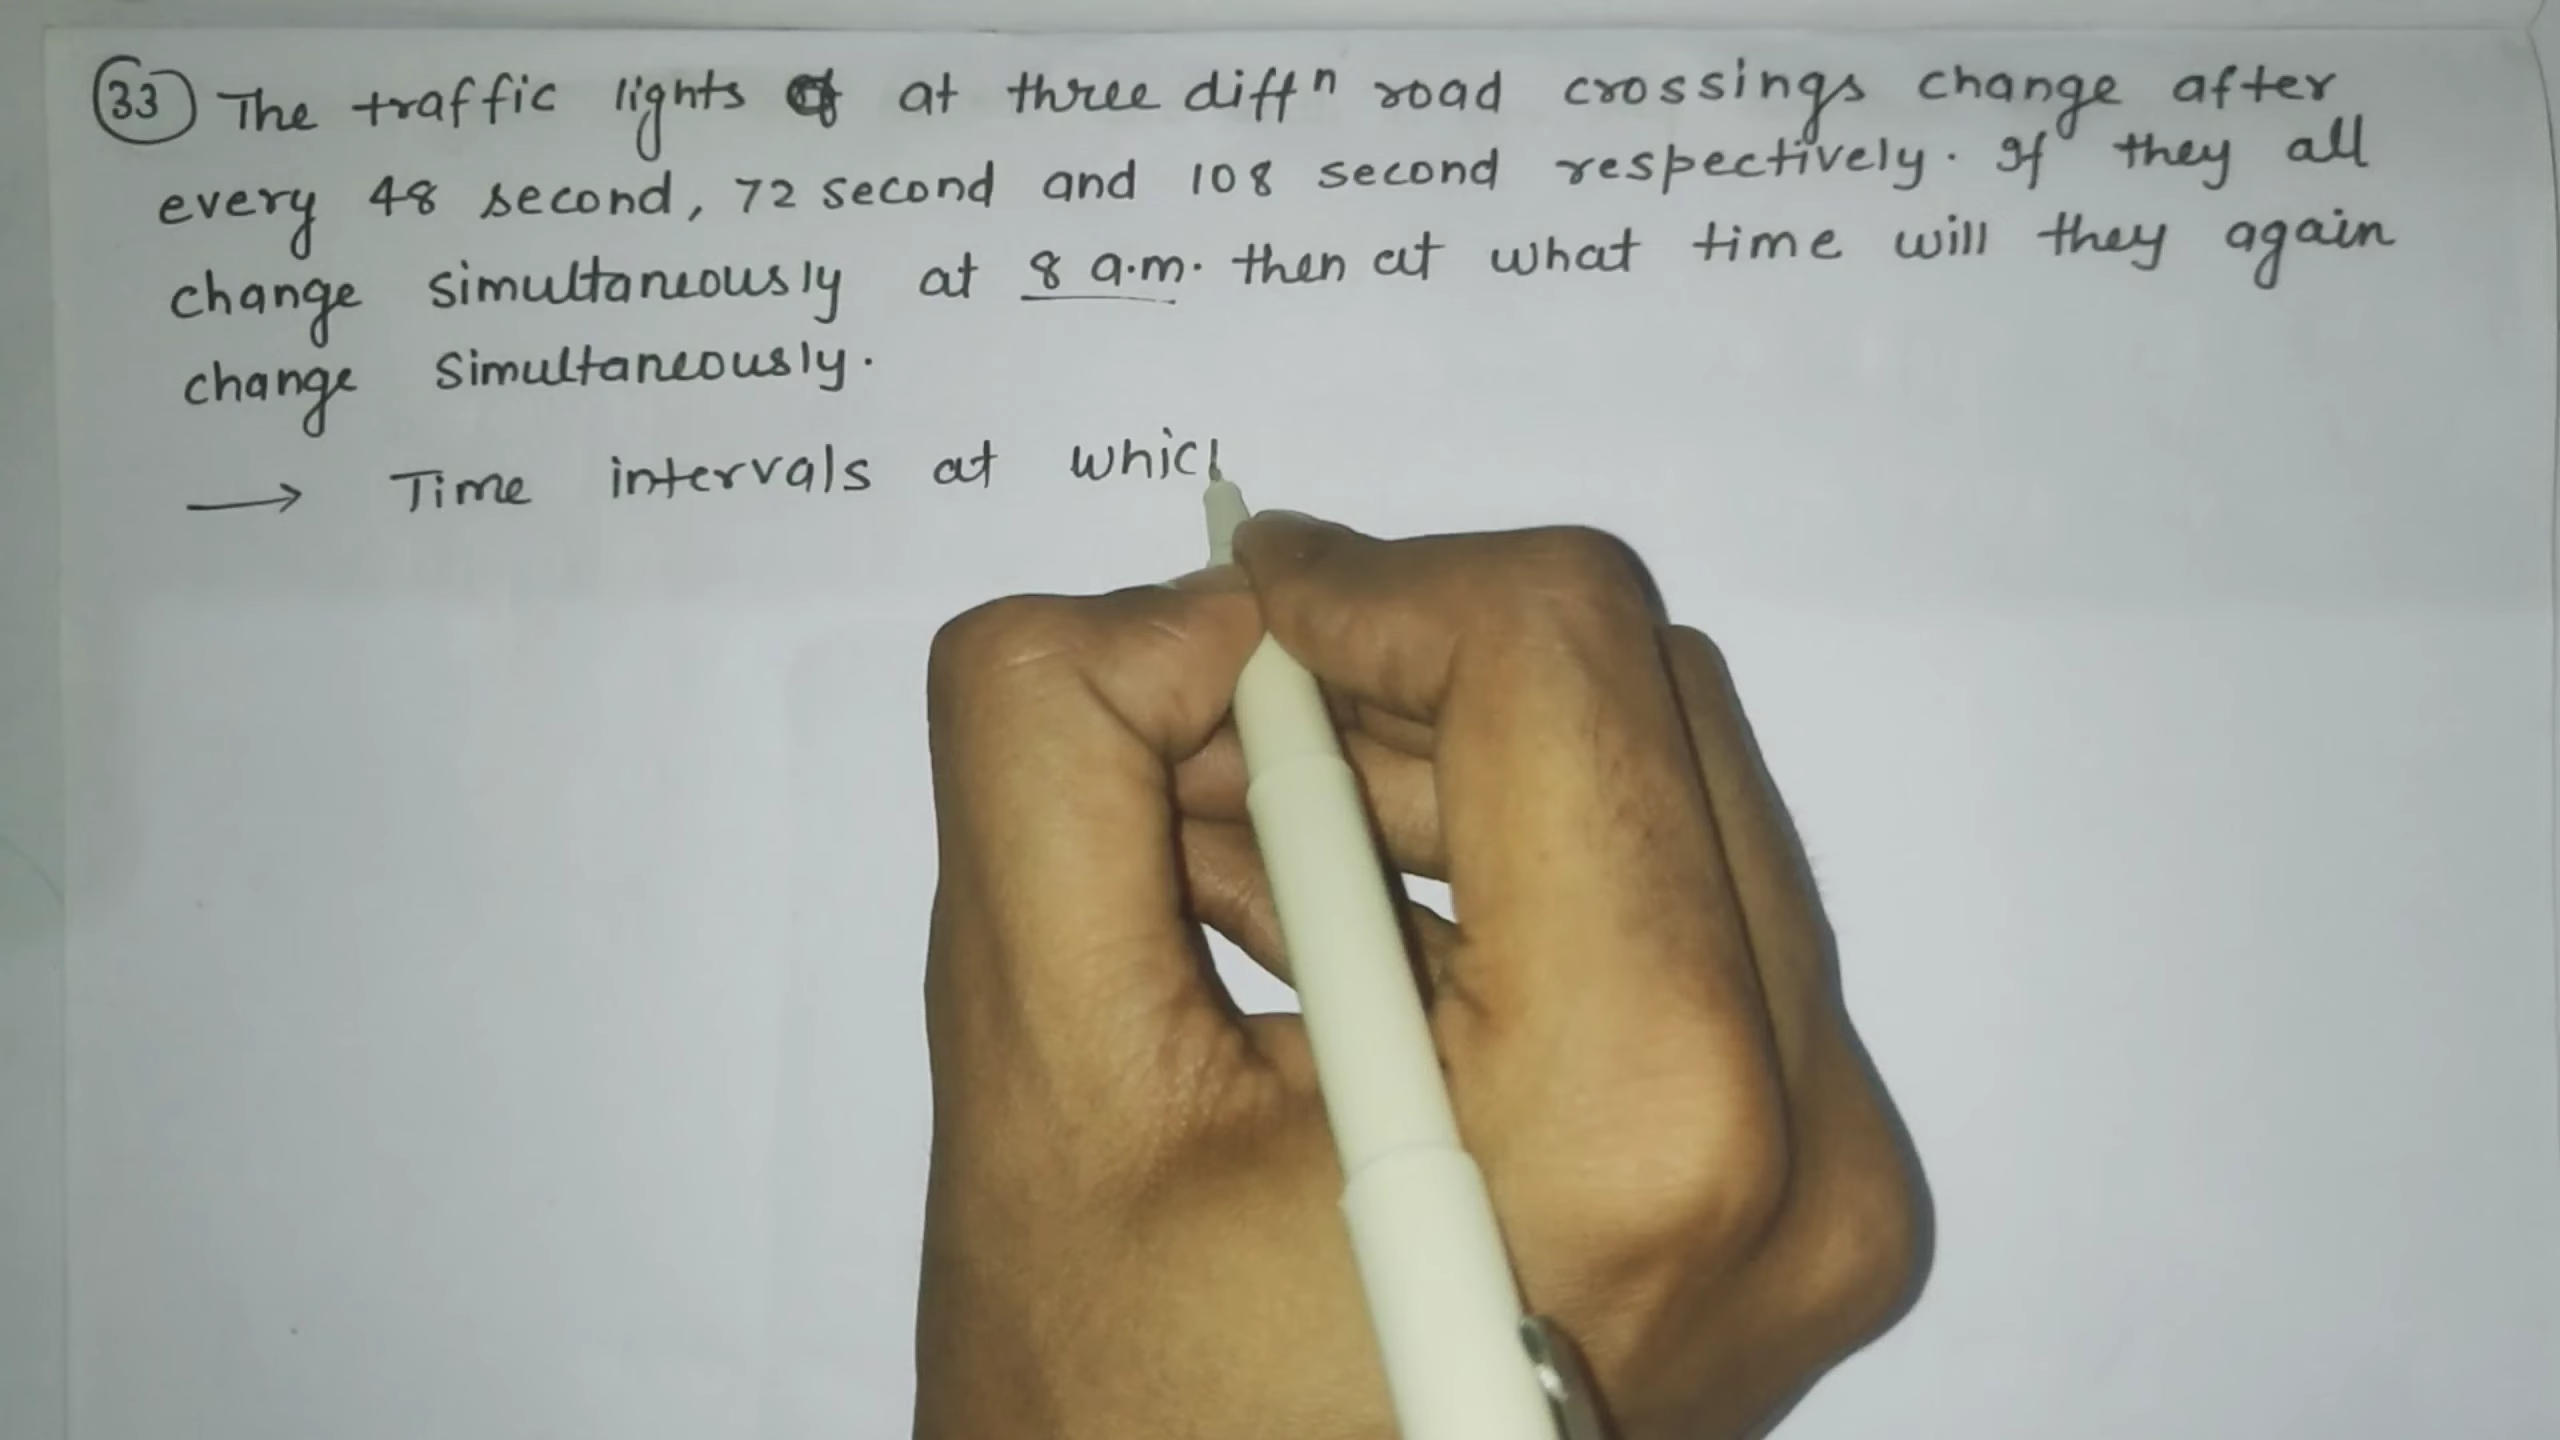 33 The traffic lights at three diffn road crossings change after
every 48 second, 72 second and 108 second respectively. If they all
change simultaneously at 8 a.m. then at what time will they again
change simultaneously.
→ Time intervals at which